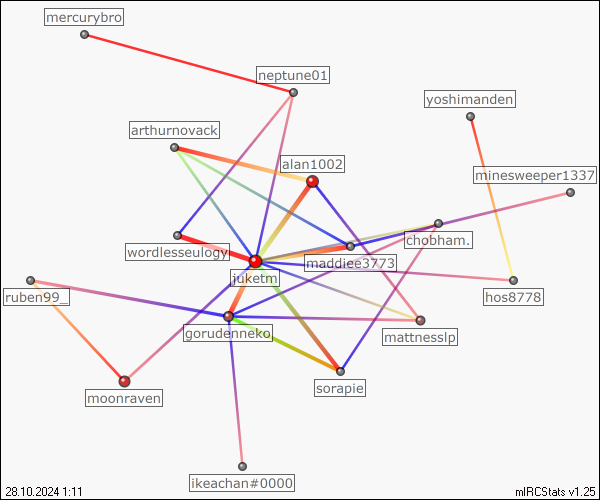 mercurybro
neptune01
yoshimanden
arthurnovack
alan1002
minesweeper1337
chobham.
wordlesseulogy
maddiee3773
juketm
ruben99_
hos8778
gorudenneko
mattnesslp
sorapie
moonraven
ikeachan#0000
28.10.2024 1:11
mIRCStats v1.25